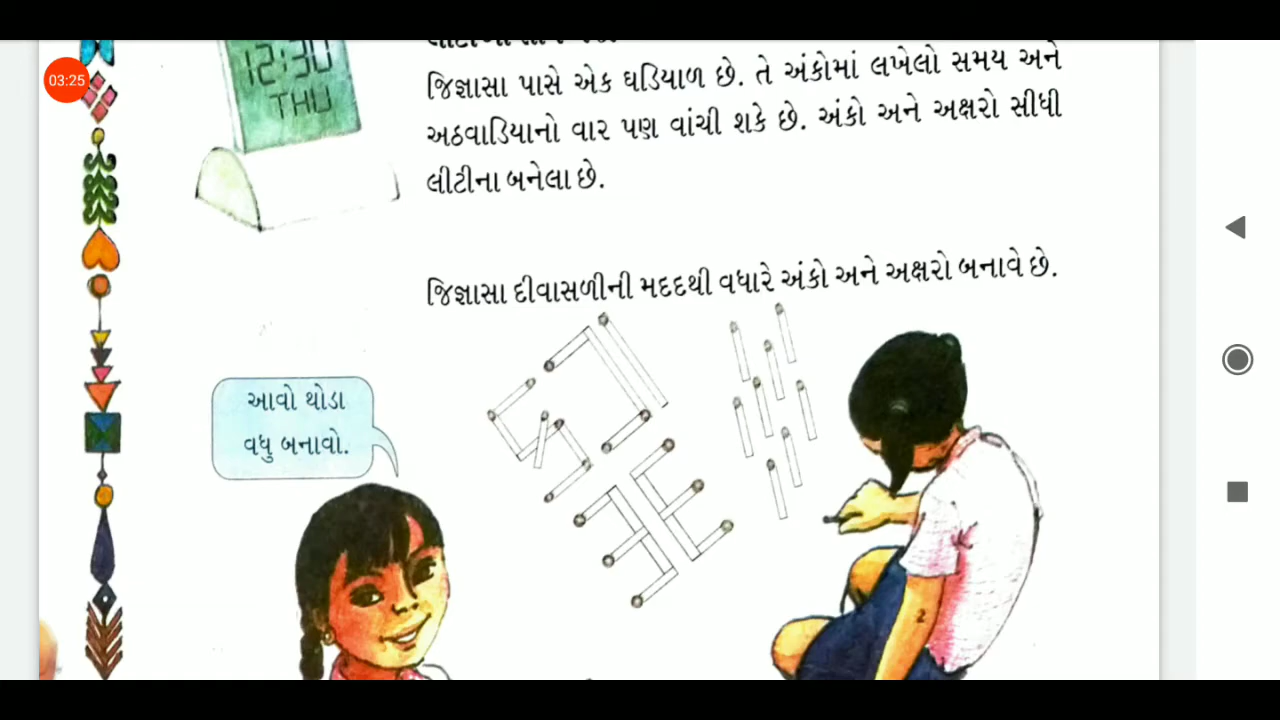 03:25
12:30
THU
જિજ્ઞાસા પાસે એક ઘડિયાળ છે. તે અંકોમાં લખેલો સમય અને
અઠવાડિયાનો વાર પણ વાંચી શકે છે. અંકો અને અક્ષરો સીધી
લીટીના બનેલા છે.
જિજ્ઞાસા દીવાસળીની મદદથી વધારે અંકો અને અક્ષરો બનાવે છે.
આવો થોડા
વધુ બનાવો.
2